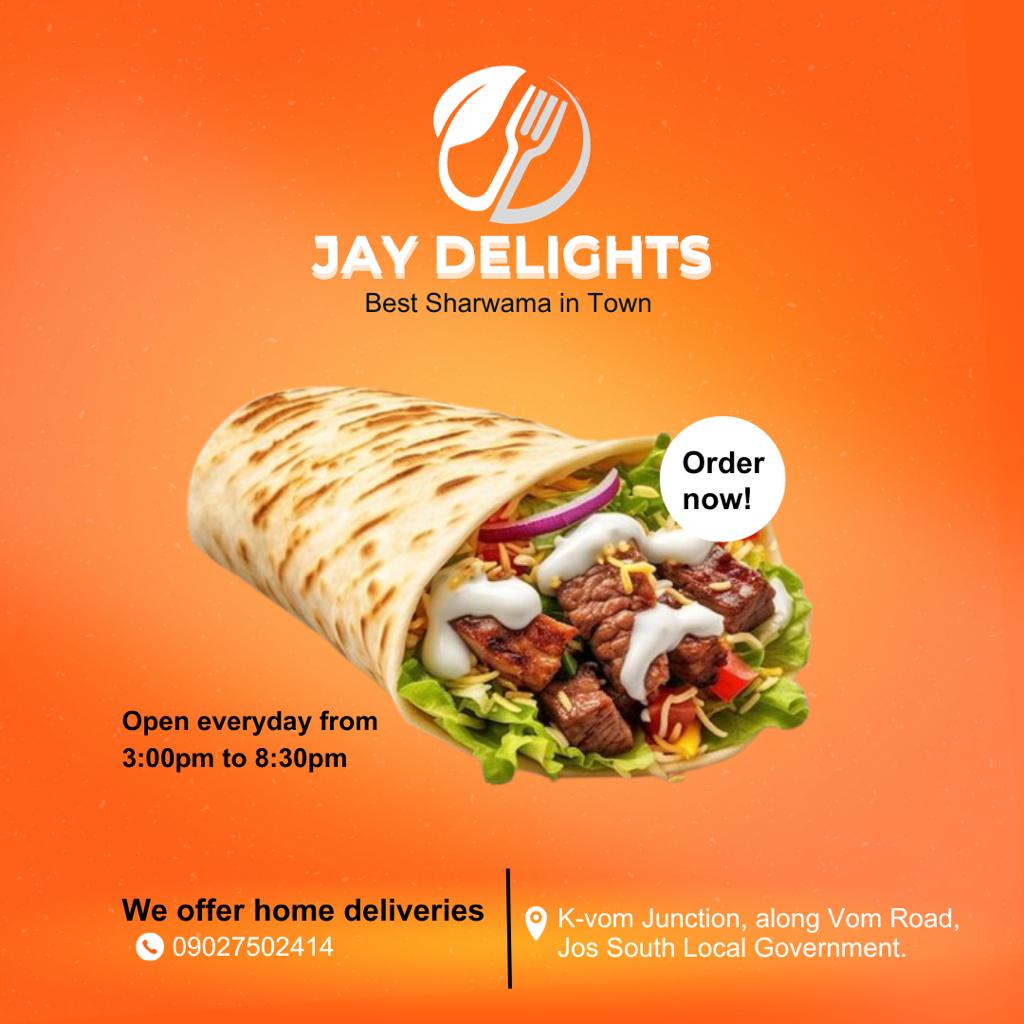 JAY DELIGHTS
Best Sharwama in Town
Order
now!
Open everyday from
3:00pm to 8:30pm
We offer home deliveries
09027502414
K-vom Junction, along Vom Road,
Jos South Local Government.